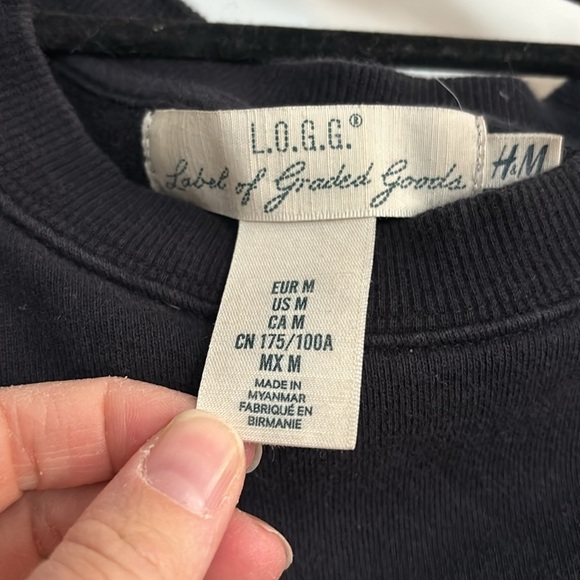 L.O.G.G.®
Label of Graded Goods
H&M
EUR M
US M
CA M
CN 175/100A
MX M
MADE IN
MYANMAR
FABRIQUÉ EN
BIRMANIE